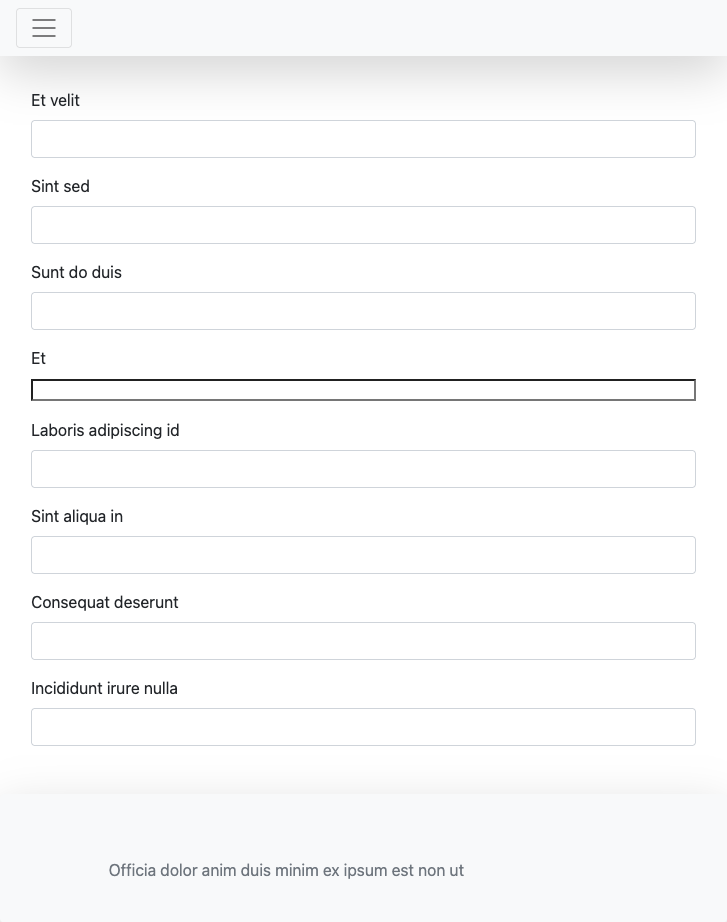 Et velit
Sint sed
Sunt do duis
Et
Laboris adipiscing id
Sint aliqua in
Consequat deserunt
Incididunt irure nulla
Officia dolor anim duis minim ex ipsum est non ut